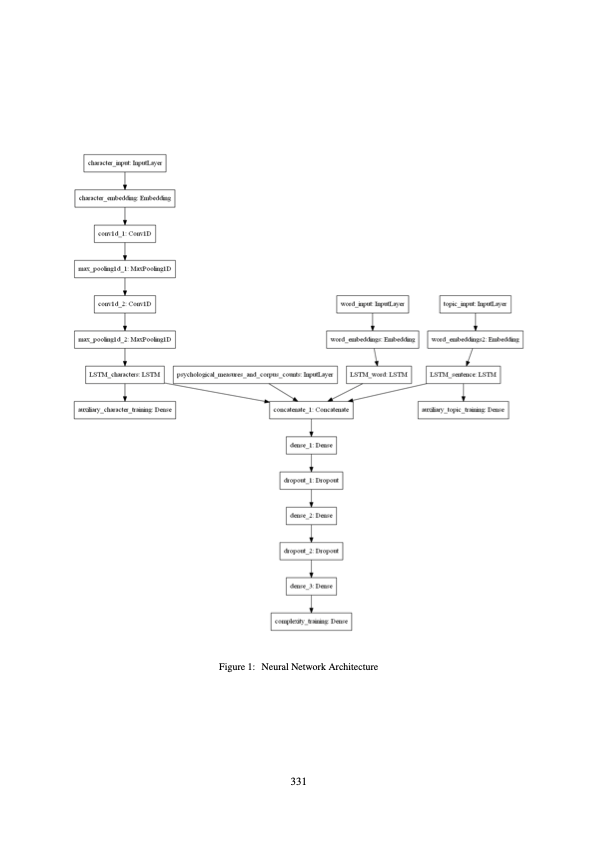 character_input: InputLayer
character_embedding: Embedding
conv1d_1: Conv1D
max_pooling1d_1: MaxPooling1D
conv1d_2: Conv1D
word_input: InputLayer
topic_input: InputLayer
max_pooling1d_2: MaxPooling1D
word_embeddings: Embedding
word_embeddings2: Embedding
LSTM_characters: LSTM
psychological_measures_and_corpus_counts: InputLayer
LSTM_word: LSTM
LSTM_sentence: LSTM
auxiliary_character_training: Dense
concatenate_1: Concatenate
auxiliary_topic_training: Dense
dense_1: Dense
dropout_1: Dropout
dense_2: Dense
dropout_2: Dropout
dense_3: Dense
complexity_training: Dense
Figure 1: Neural Network Architecture
331